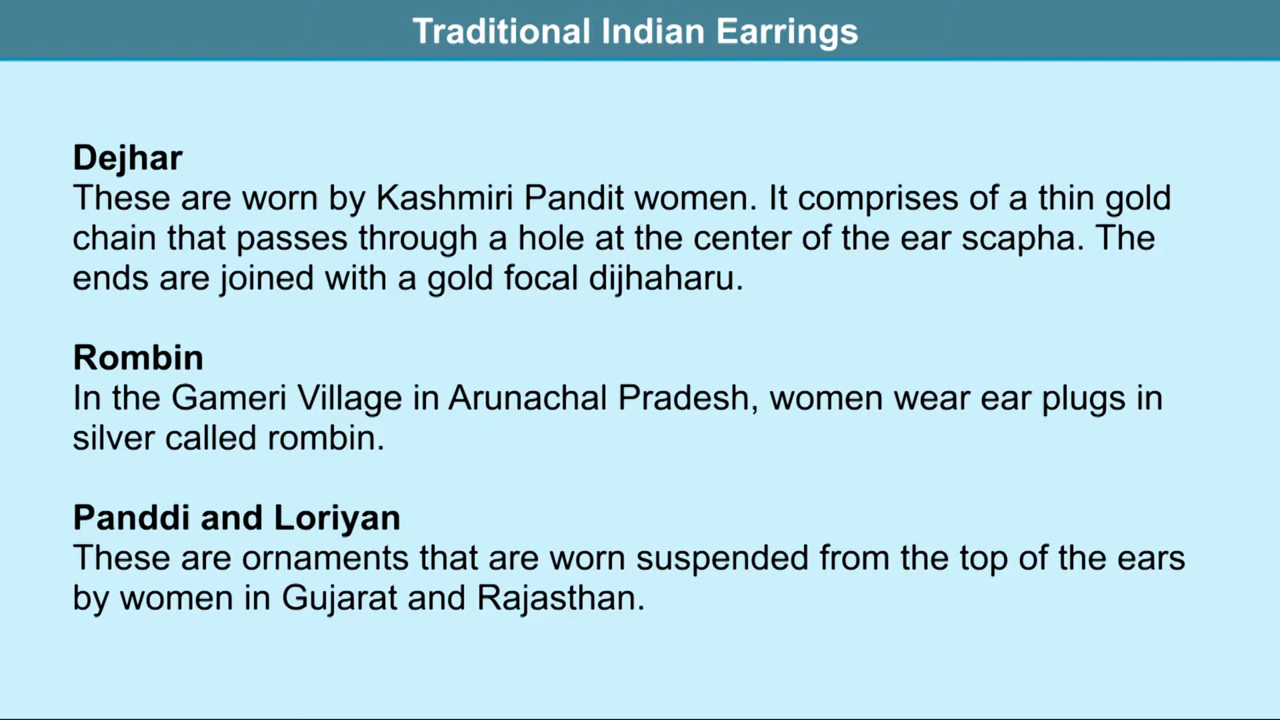 Traditional Indian Earrings
Dejhar
These are worn by Kashmiri Pandit women. It comprises of a thin gold
chain that passes through a hole at the center of the ear scapha. The
ends are joined with a gold focal dijhaharu.
Rombin
In the Gameri Village in Arunachal Pradesh, women wear ear plugs in
silver called rombin.
Panddi and Loriyan
These are ornaments that are worn suspended from the top of the ears
by women in Gujarat and Rajasthan.